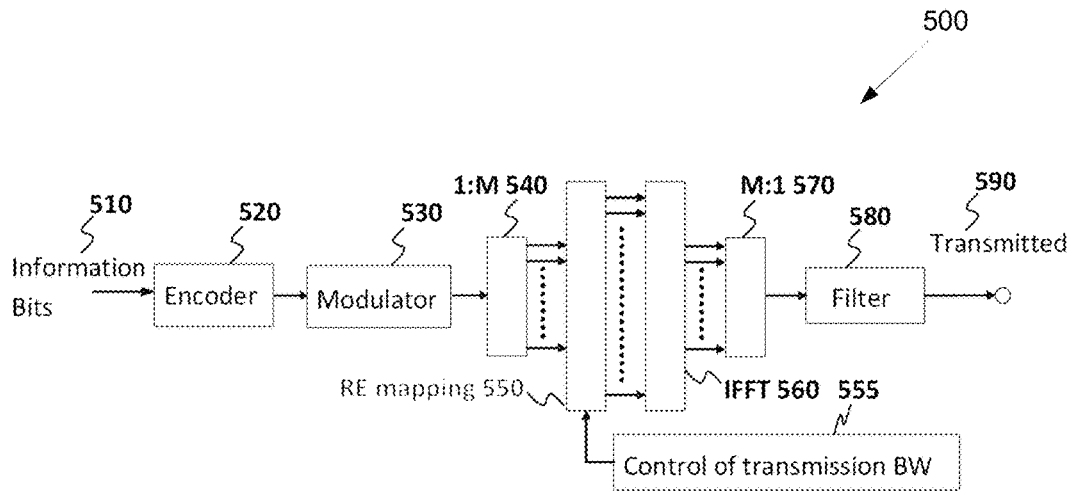 500
1:M 540
M:1 570
590
510
520
530
580
Transmitted
Information
Bits
Encoder
Modulator
Filter
RE mapping 550
IFFT 560
555
Control of transmission BW